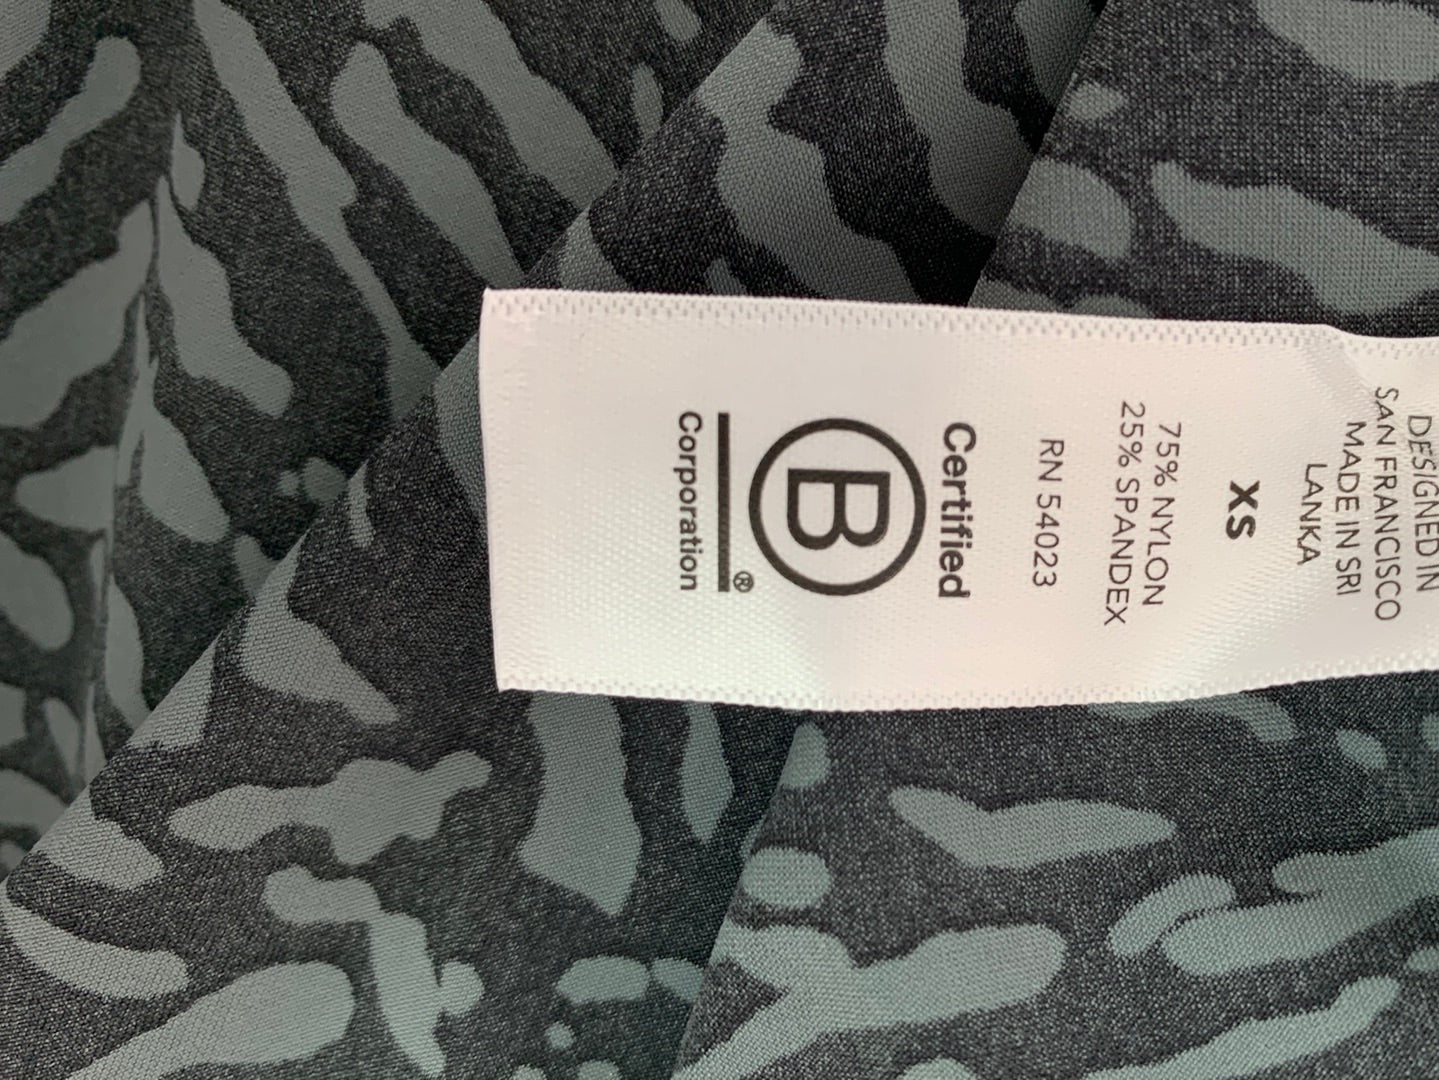 DESIGNED IN
SAN FRANCISCO
MADE IN SRI
LANKA
XS
75% NYLON
25% SPANDEX
RN 54023
Certified
B
®
Corporation